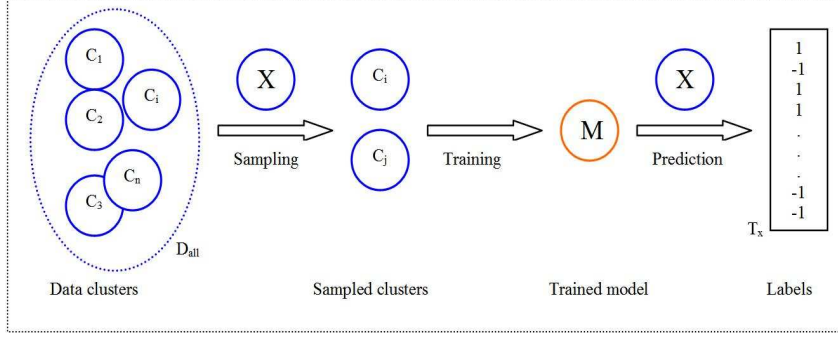 C1
C2
Ci
Cn
C3
Dall
Data clusters
X
Sampling
Ci
Cj
Sampled clusters
Training
M
Trained model
X
Prediction
1
-1
1
1
.
.
.
-1
-1
Tx
Labels